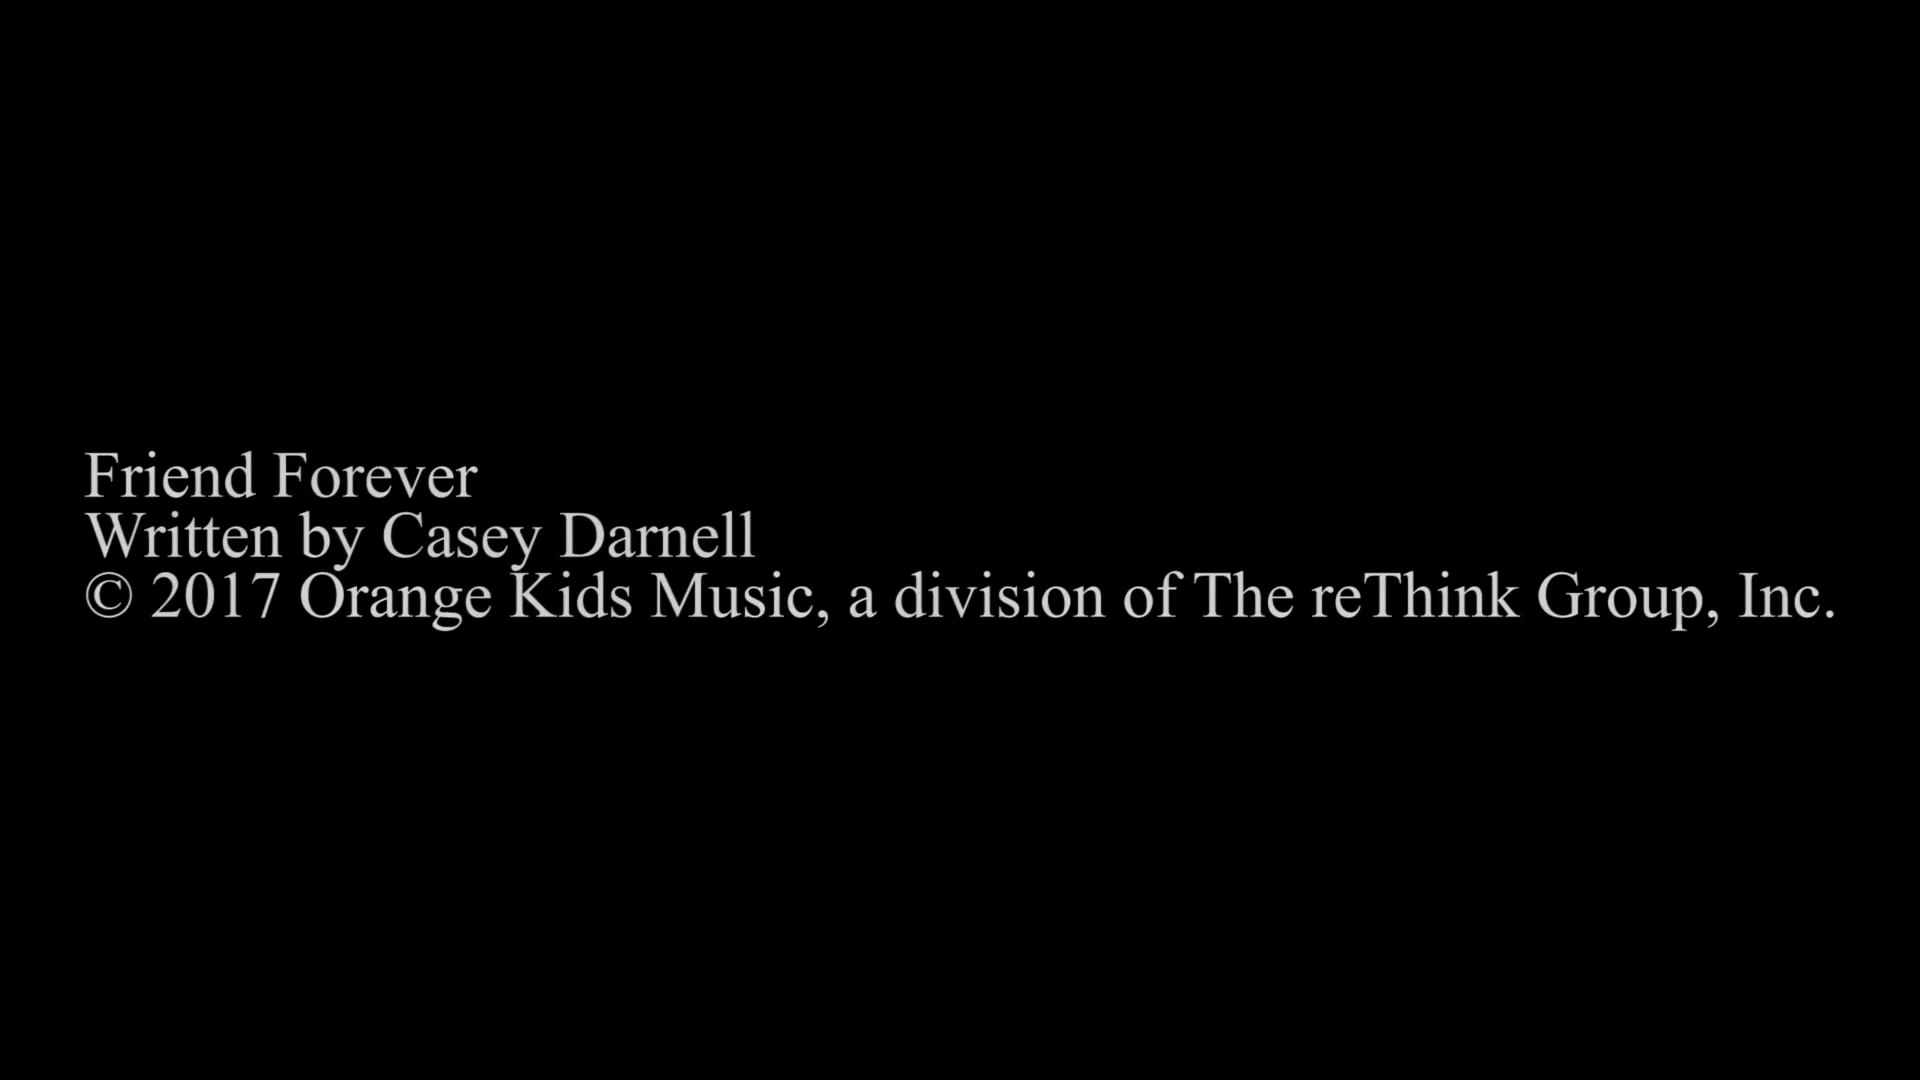 Friend Forever
Written by Casey Darnell
© 2017 Orange Kids Music, a division of The reThink Group, Inc.